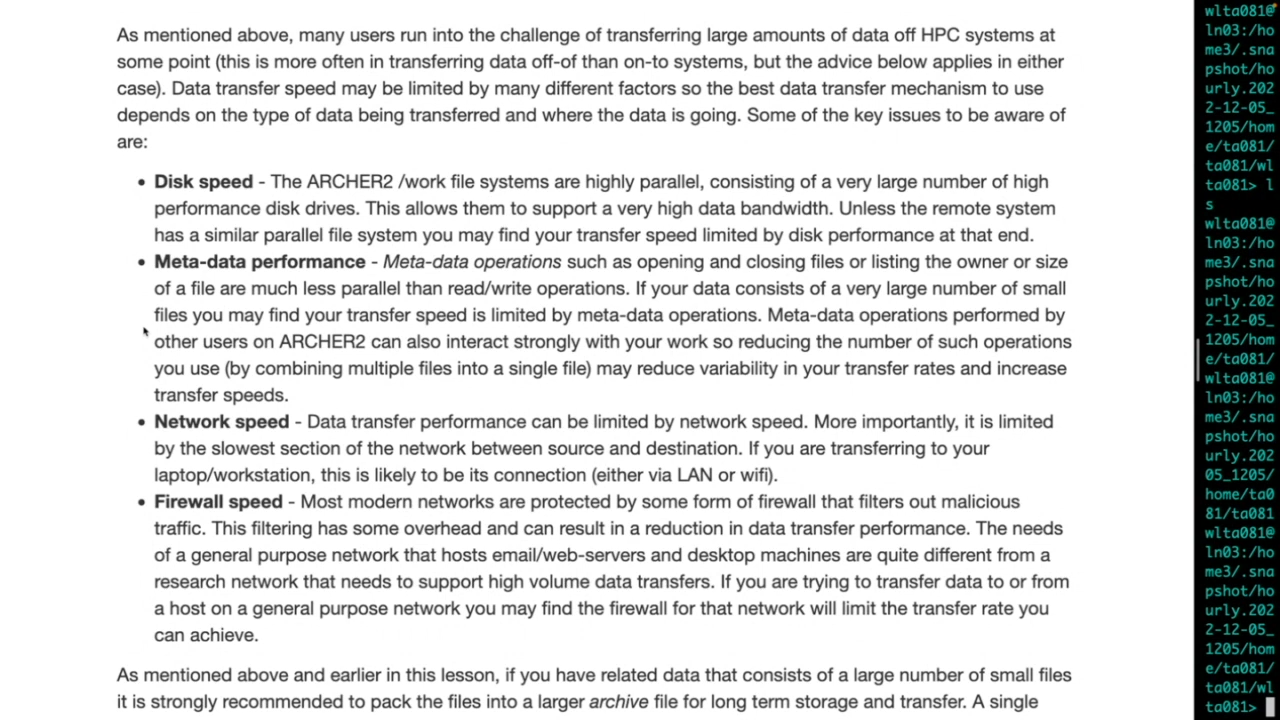 As mentioned above, many users run into the challenge of transferring large amounts of data off HPC systems at
some point (this is more often in transferring data off-of than on-to systems, but the advice below applies in either
case). Data transfer speed may be limited by many different factors so the best data transfer mechanism to use
depends on the type of data being transferred and where the data is going. Some of the key issues to be aware of
are:
• Disk speed - The ARCHER2 /work file systems are highly parallel, consisting of a very large number of high
performance disk drives. This allows them to support a very high data bandwidth. Unless the remote system
has a similar parallel file system you may find your transfer speed limited by disk performance at that end.
• Meta-data performance - Meta-data operations such as opening and closing files or listing the owner or size
of a file are much less parallel than read/write operations. If your data consists of a very large number of small
files you may find your transfer speed is limited by meta-data operations. Meta-data operations performed by
other users on ARCHER2 can also interact strongly with your work so reducing the number of such operations
you use (by combining multiple files into a single file) may reduce variability in your transfer rates and increase
transfer speeds.
• Network speed - Data transfer performance can be limited by network speed. More importantly, it is limited
by the slowest section of the network between source and destination. If you are transferring to your
laptop/workstation, this is likely to be its connection (either via LAN or wifi).
• Firewall speed - Most modern networks are protected by some form of firewall that filters out malicious
traffic. This filtering has some overhead and can result in a reduction in data transfer performance. The needs
of a general purpose network that hosts email/web-servers and desktop machines are quite different from a
research network that needs to support high volume data transfers. If you are trying to transfer data to or from
a host on a general purpose network you may find the firewall for that network will limit the transfer rate you
can achieve.
As mentioned above and earlier in this lesson, if you have related data that consists of a large number of small files
it is strongly recommended to pack the files into a larger archive file for long term storage and transfer. A single
wlta081@
ln03:/ho
me3/.sna
pshot/ho
urly.202
2-12-05_
1205/hom
e/ta081/
ta081/wl
ta081> l
s
wlta081@
ln03:/ho
me3/.sna
pshot/ho
urly.202
2-12-05_
1205/hom
e/ta081/
wlta081@
ln03:/ho
me3/.sna
pshot/ho
urly.202
05_1205/
home/ta0
81/ta081
wlta081@
ln03:/ho
me3/.sna
pshot/ho
urly.202
2-12-05_
1205/hom
e/ta081/
ta081/wl
ta081>